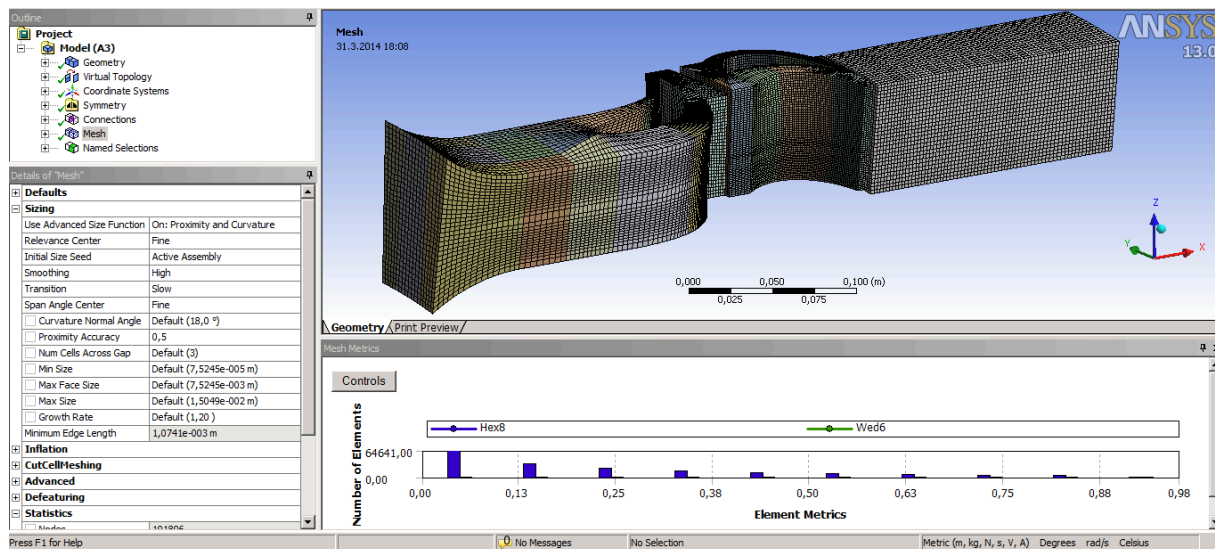 Outline
Project
Model (A3)
Geometry
Virtual Topology
Coordinate Systems
Symmetry
Connections
Mesh
Named Selections
Details of "Mesh"
Defaults
Sizing
Use Advanced Size Function On: Proximity and Curvature
Relevance Center Fine
Initial Size Seed Active Assembly
Smoothing High
Transition Slow
Span Angle Center Fine
Curvature Normal Angle Default (18,0 °)
Proximity Accuracy 0,5
Num Cells Across Gap Default (3)
Min Size Default (7,5245e-005 m)
Max Face Size Default (7,5245e-003 m)
Max Size Default (1,5049e-002 m)
Growth Rate Default (1,20 )
Minimum Edge Length 1,0741e-003 m
Inflation
CutCellMeshing
Advanced
Defeaturing
Statistics
Nodes 191806
Mesh
31.3.2014 18:08
ANSYS
13.0
Z
Y
X
0,000 0,050 0,100 (m)
0,025 0,075
Geometry Print Preview
Mesh Metrics
Controls
Number of Elements
Hex8 Wed6
64641,00
0,00
0,00 0,13 0,25 0,38 0,50 0,63 0,75 0,88 0,98
Element Metrics
Press F1 for Help 0 No Messages No Selection Metric (m, kg, N, s, V, A) Degrees rad/s Celsius